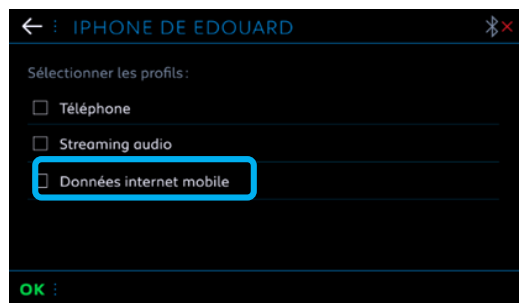 IPHONE DE EDOUARD
Sélectionner les profils:
Téléphone
Streaming audio
Données internet mobile
OK